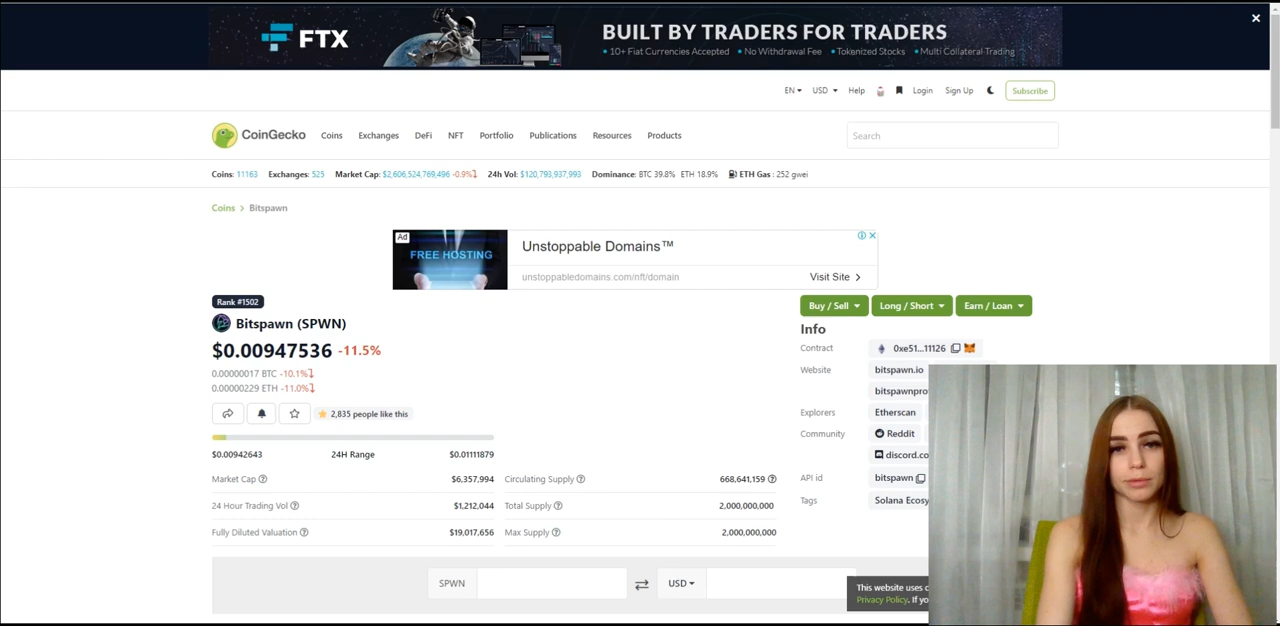 FTX
BUILT BY TRADERS FOR TRADERS
• 10+ Fiat Currencies Accepted • No Withdrawal Fee • Tokenized Stocks • Multi Collateral Trading
EN USD Help Login Sign Up Subscribe
CoinGecko Coins Exchanges DeFi NFT Portfolio Publications Resources Products Search
Coins: 11163 Exchanges: 525 Market Cap: $2,606,524,769,496 -0.9% 24h Vol: $120,793,937,993 Dominance: BTC 39.8% ETH 18.9% ETH Gas: 252 gwei
Coins > Bitspawn
Ad
FREE HOSTING
Unstoppable Domains™
unstoppabledomains.com/nft/domain Visit Site >
Rank #1502
Bitspawn (SPWN)
$0.00947536 -11.5%
0.00000017 BTC -10.1%
0.00000229 ETH -11.0%
2,835 people like this
$0.00942643 24H Range $0.01111879
Market Cap $6,357,994 Circulating Supply 668,641,159
24 Hour Trading Vol $1,212,044 Total Supply 2,000,000,000
Fully Diluted Valuation $19,017,656 Max Supply 2,000,000,000
SPWN USD
Buy / Sell Long / Short Earn / Loan
Info
Contract 0xe51...11126
Website bitspawn.io
bitspawnpro
Explorers Etherscan
Community Reddit
discord.co
API id bitspawn
Tags Solana Ecosy
This website uses c
Privacy Policy. If yo